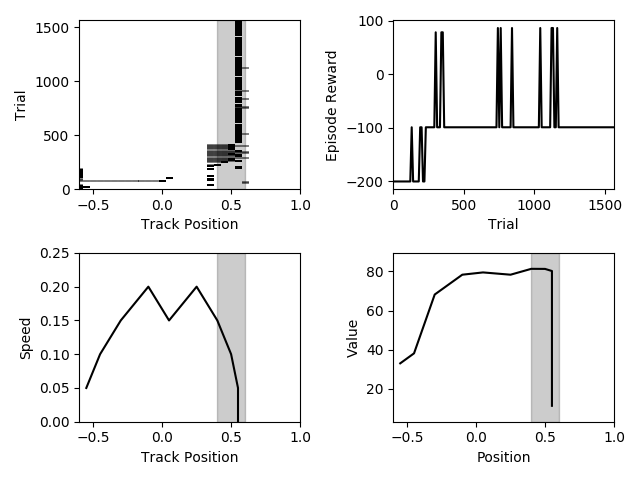 1500
1000
500
0
Trial
−0.5 0.0 0.5 1.0
Track Position
100
0
−100
−200
Episode Reward
0 500 1000 1500
Trial
0.25
0.20
0.15
0.10
0.05
0.00
Speed
−0.5 0.0 0.5 1.0
Track Position
80
60
40
20
Value
−0.5 0.0 0.5 1.0
Position